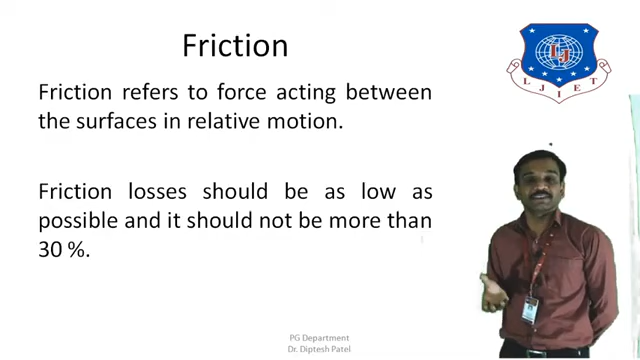 Friction
Friction refers to force acting between
the surfaces in relative motion.
Friction losses should be as low as
possible and it should not be more than
30 %.
LJ
LJIET
PG Department
Dr. Diptesh Patel